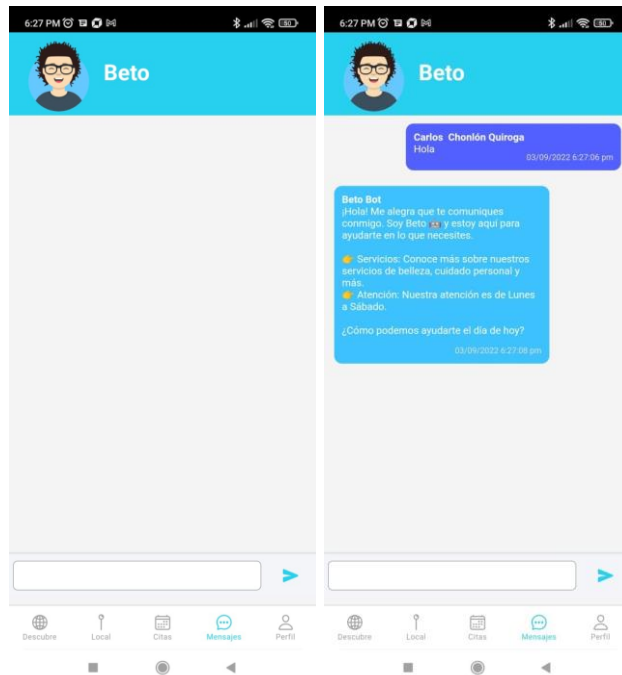 6:27 PM
50
Beto
Descubre
Local
Citas
Mensajes
Perfil
6:27 PM
50
Beto
Carlos Chonlón Quiroga
Hola
03/09/2022 6:27:06 pm
Beto Bot
¡Hola! Me alegra que te comuniques
conmigo. Soy Beto 🤖 y estoy aquí para
ayudarte en lo que necesites.
👉 Servicios: Conoce más sobre nuestros
servicios de belleza, cuidado personal y
más.
👉 Atención: Nuestra atención es de Lunes
a Sábado.
¿Cómo podemos ayudarte el día de hoy?
03/09/2022 6:27:08 pm
Descubre
Local
Citas
Mensajes
Perfil